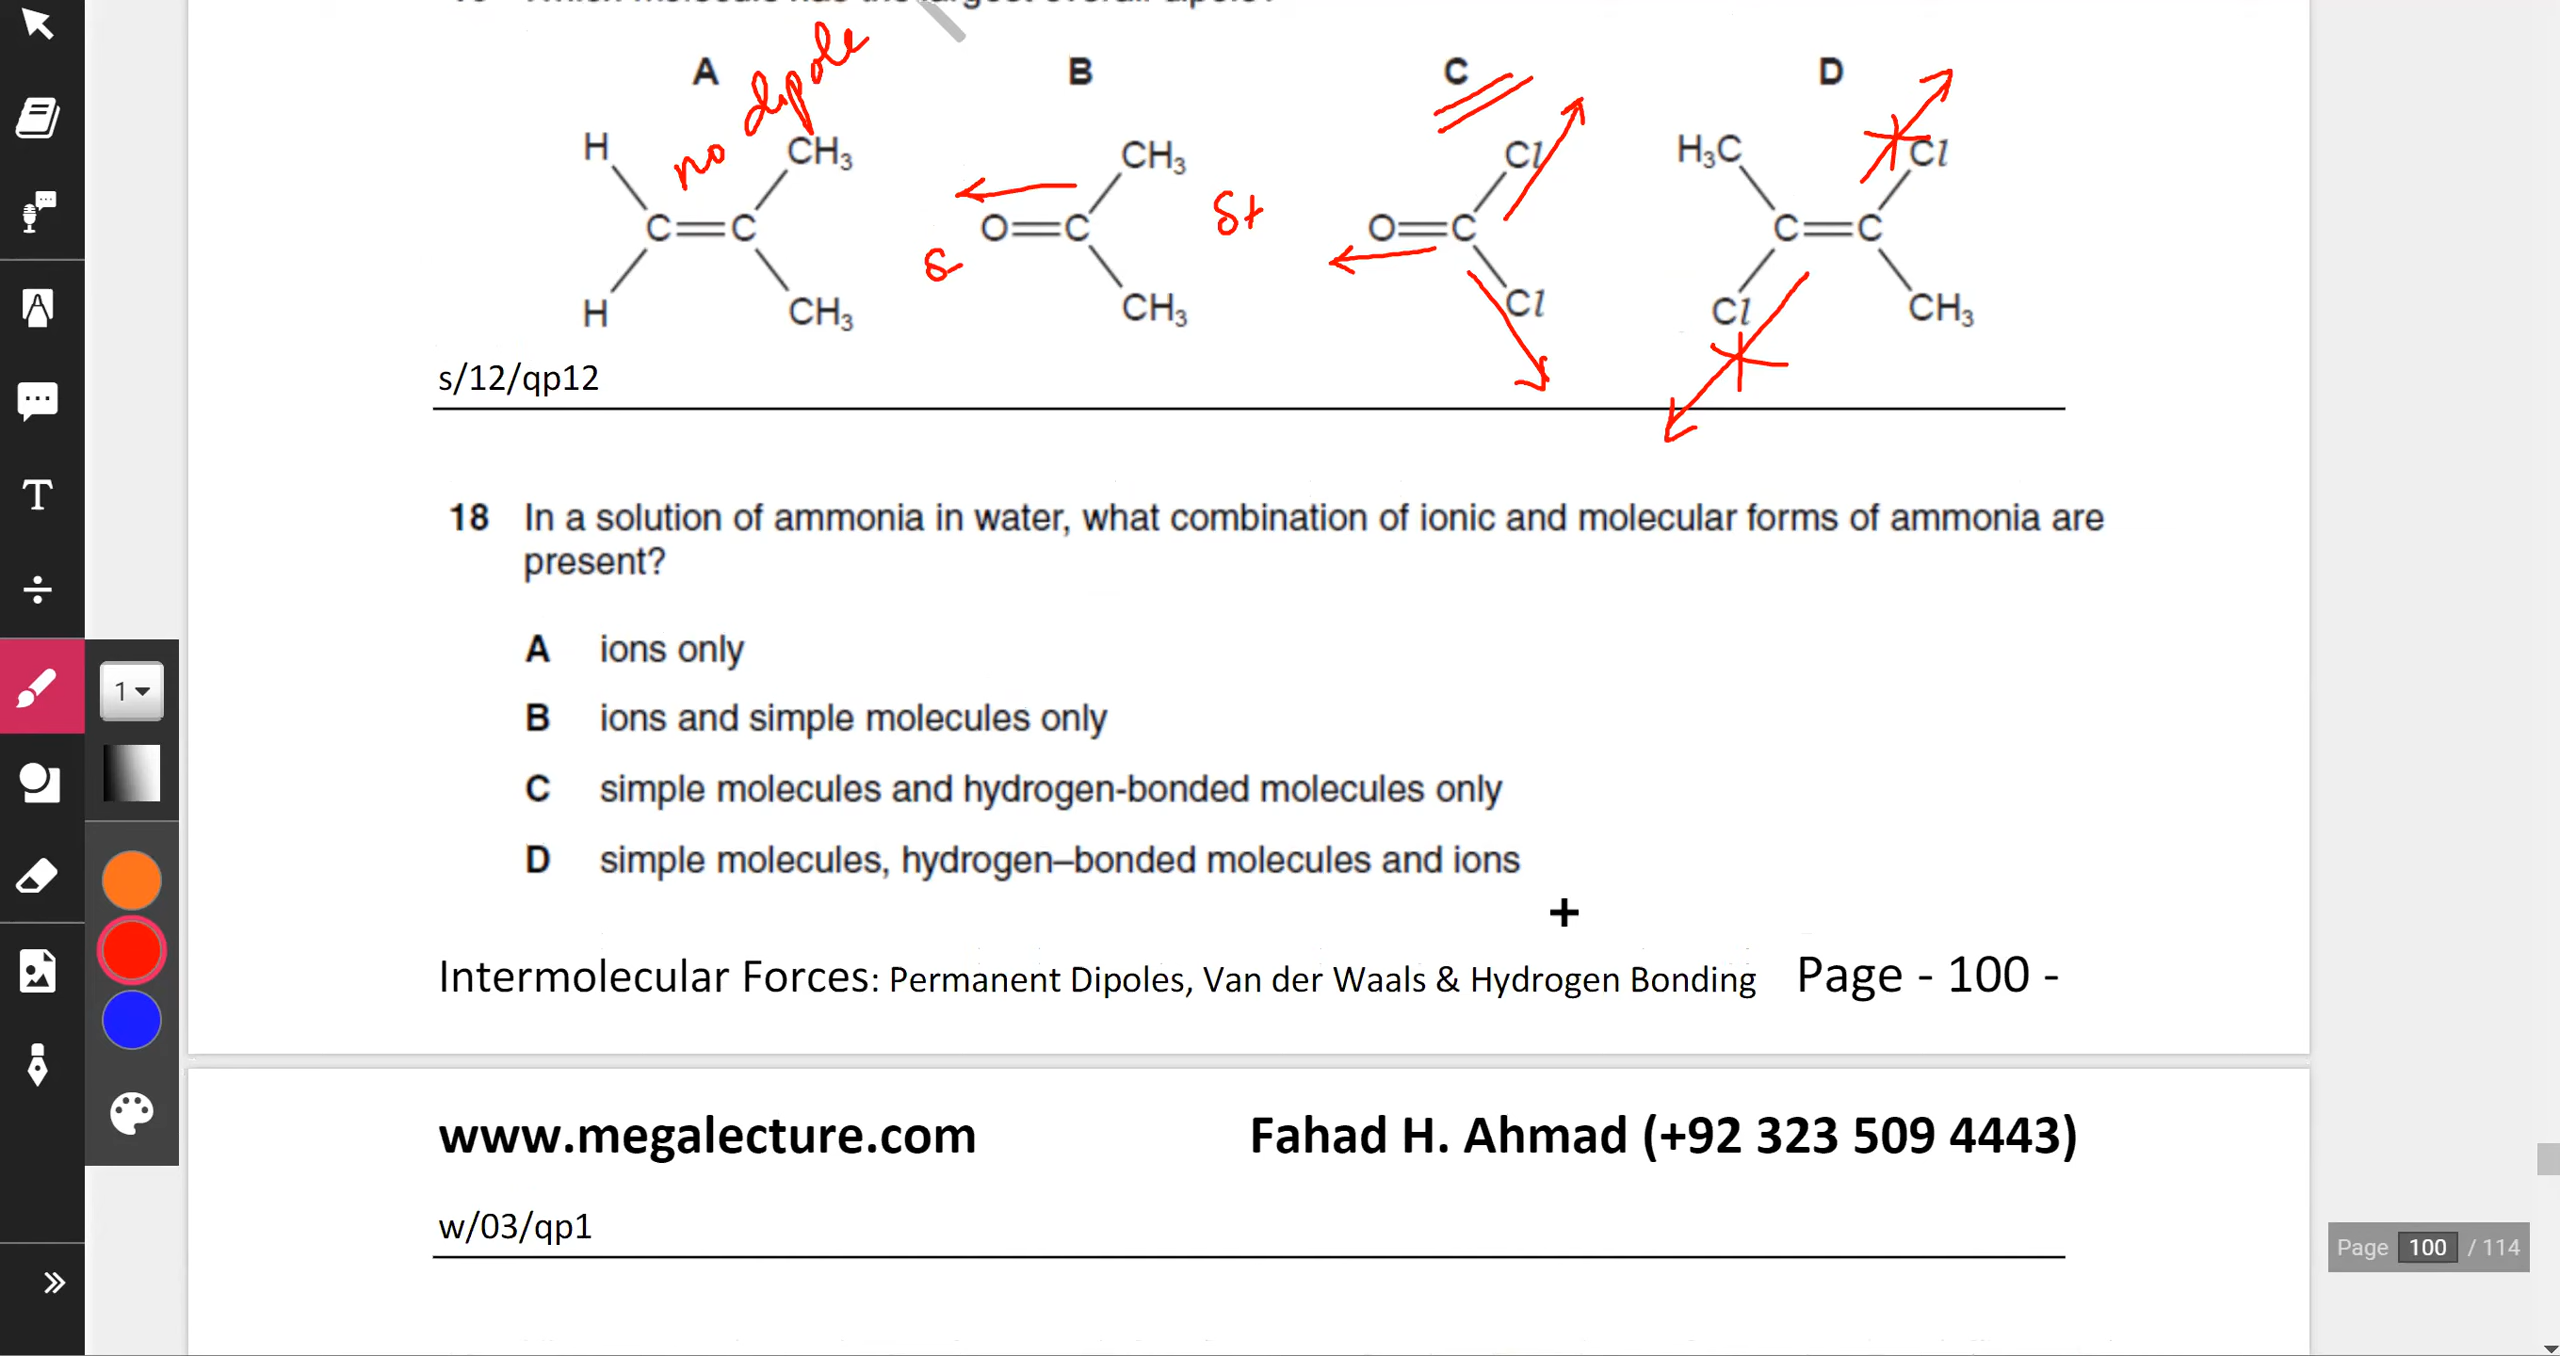 largest overall dipole?
A B C D
no dipole
H CH3 CH3 Cl H3C Cl
C C O C δ+ O C C C
δ-
H CH3 CH3 Cl Cl CH3
s/12/qp12
18 In a solution of ammonia in water, what combination of ionic and molecular forms of ammonia are
present?
A ions only
B ions and simple molecules only
C simple molecules and hydrogen-bonded molecules only
D simple molecules, hydrogen–bonded molecules and ions
Intermolecular Forces: Permanent Dipoles, Van der Waals & Hydrogen Bonding Page - 100 -
www.megalecture.com Fahad H. Ahmad (+92 323 509 4443)
w/03/qp1
T
1
Page 100 / 114